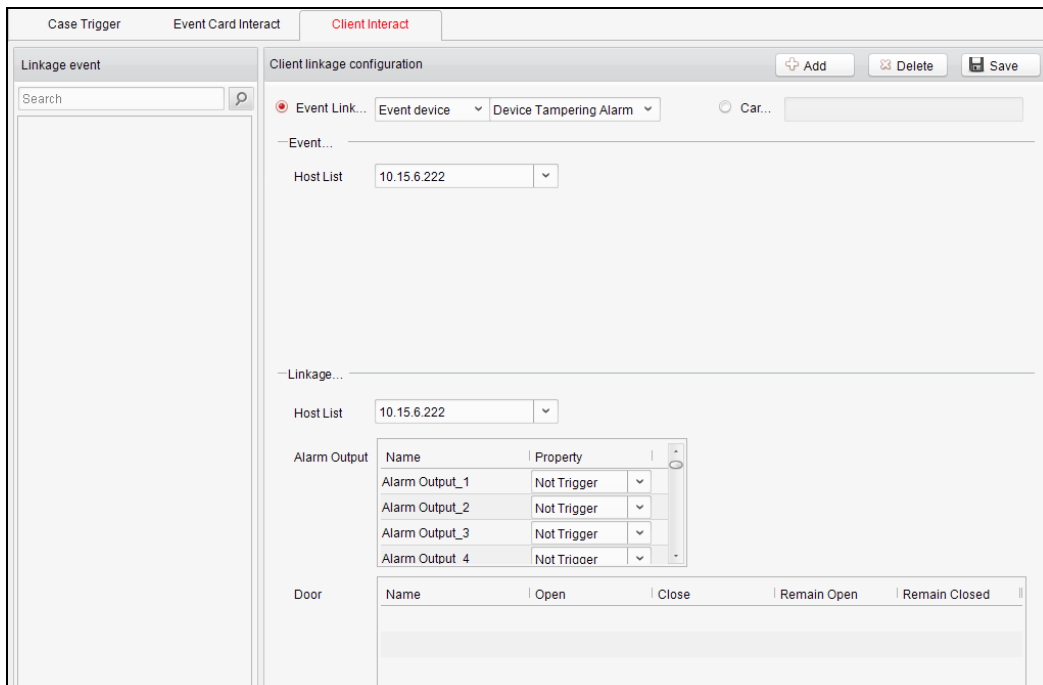 Case Trigger Event Card Interact Client Interact
Linkage event
Search
Client linkage configuration Add Delete Save
Event Link... Event device Device Tampering Alarm Car...
Event...
Host List 10.15.6.222
Linkage...
Host List 10.15.6.222
Alarm Output Name Property
Alarm Output_1 Not Trigger
Alarm Output_2 Not Trigger
Alarm Output_3 Not Trigger
Alarm Output_4 Not Trigger
Door Name Open Close Remain Open Remain Closed